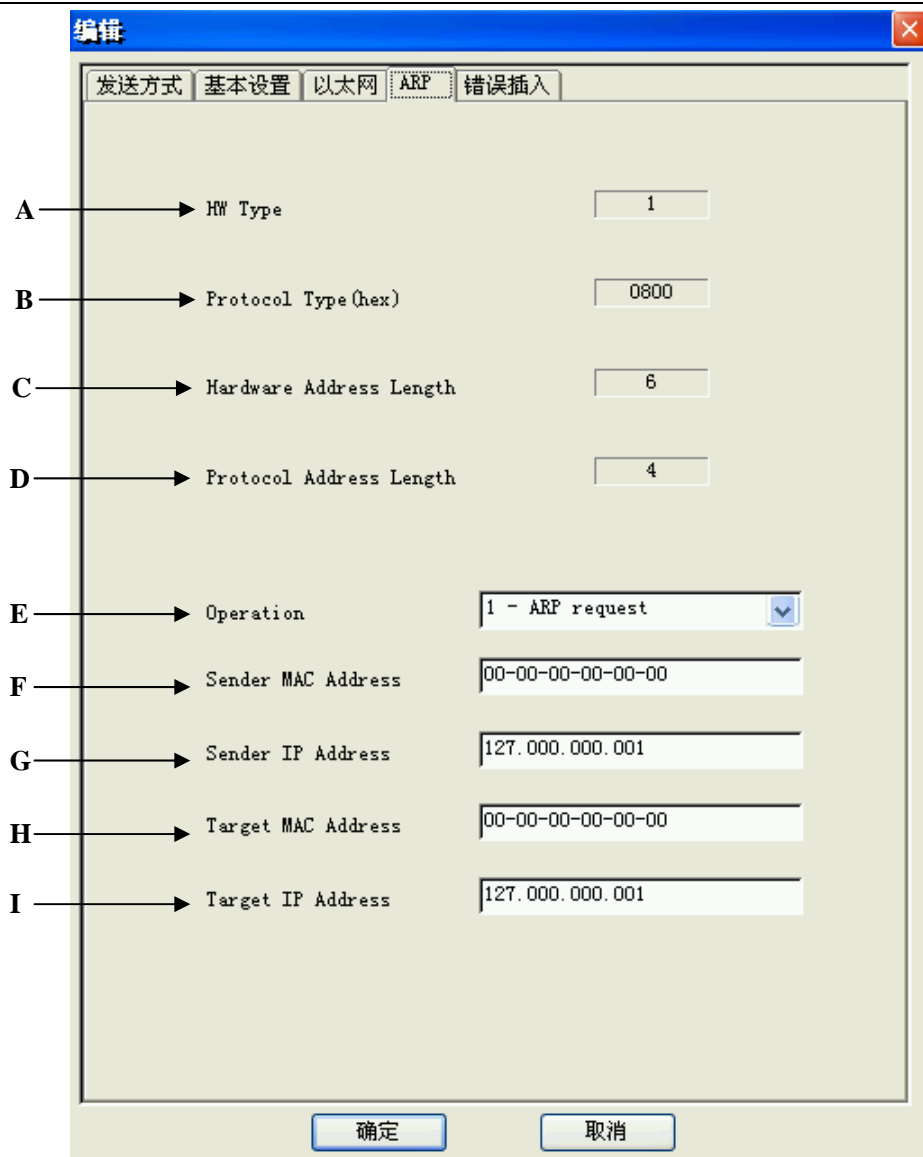 编辑
发送方式 基本设置 以太网 ARP 错误插入
A HW Type 1
B Protocol Type(hex) 0800
C Hardware Address Length 6
D Protocol Address Length 4
E Operation 1 - ARP request
F Sender MAC Address 00-00-00-00-00-00
G Sender IP Address 127.000.000.001
H Target MAC Address 00-00-00-00-00-00
I Target IP Address 127.000.000.001
确定 取消